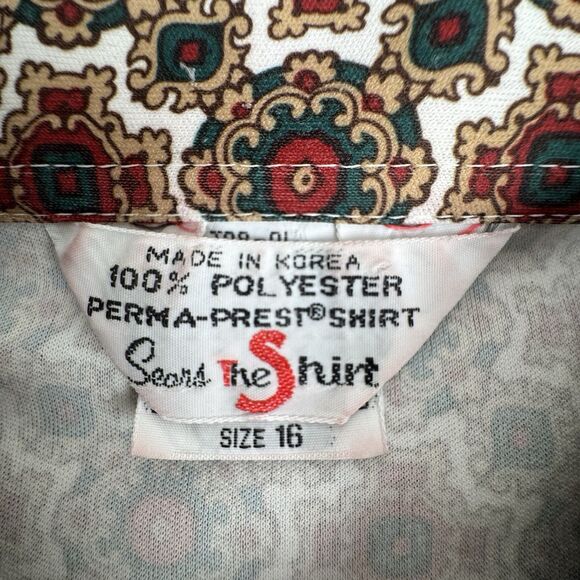 MADE IN KOREA
100% POLYESTER
PERMA-PREST® SHIRT
Sears The Shirt
SIZE 16